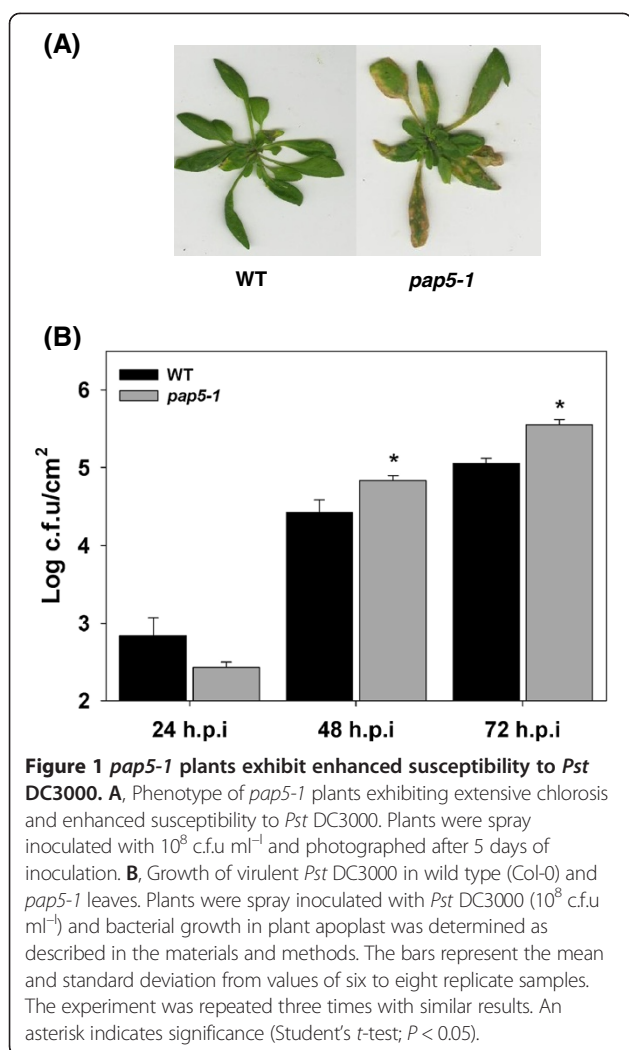 (A)
WT pap5-1
(B)
WT
pap5-1
Log c.f.u/cm²
6
5
4
3
2
*
*
24 h.p.i 48 h.p.i 72 h.p.i
Figure 1 pap5-1 plants exhibit enhanced susceptibility to Pst
DC3000. A, Phenotype of pap5-1 plants exhibiting extensive chlorosis
and enhanced susceptibility to Pst DC3000. Plants were spray
inoculated with 10⁸ c.f.u ml⁻ˡ and photographed after 5 days of
inoculation. B, Growth of virulent Pst DC3000 in wild type (Col-0) and
pap5-1 leaves. Plants were spray inoculated with Pst DC3000 (10⁸ c.f.u
ml⁻ˡ) and bacterial growth in plant apoplast was determined as
described in the materials and methods. The bars represent the mean
and standard deviation from values of six to eight replicate samples.
The experiment was repeated three times with similar results. An
asterisk indicates significance (Student's t-test; P < 0.05).